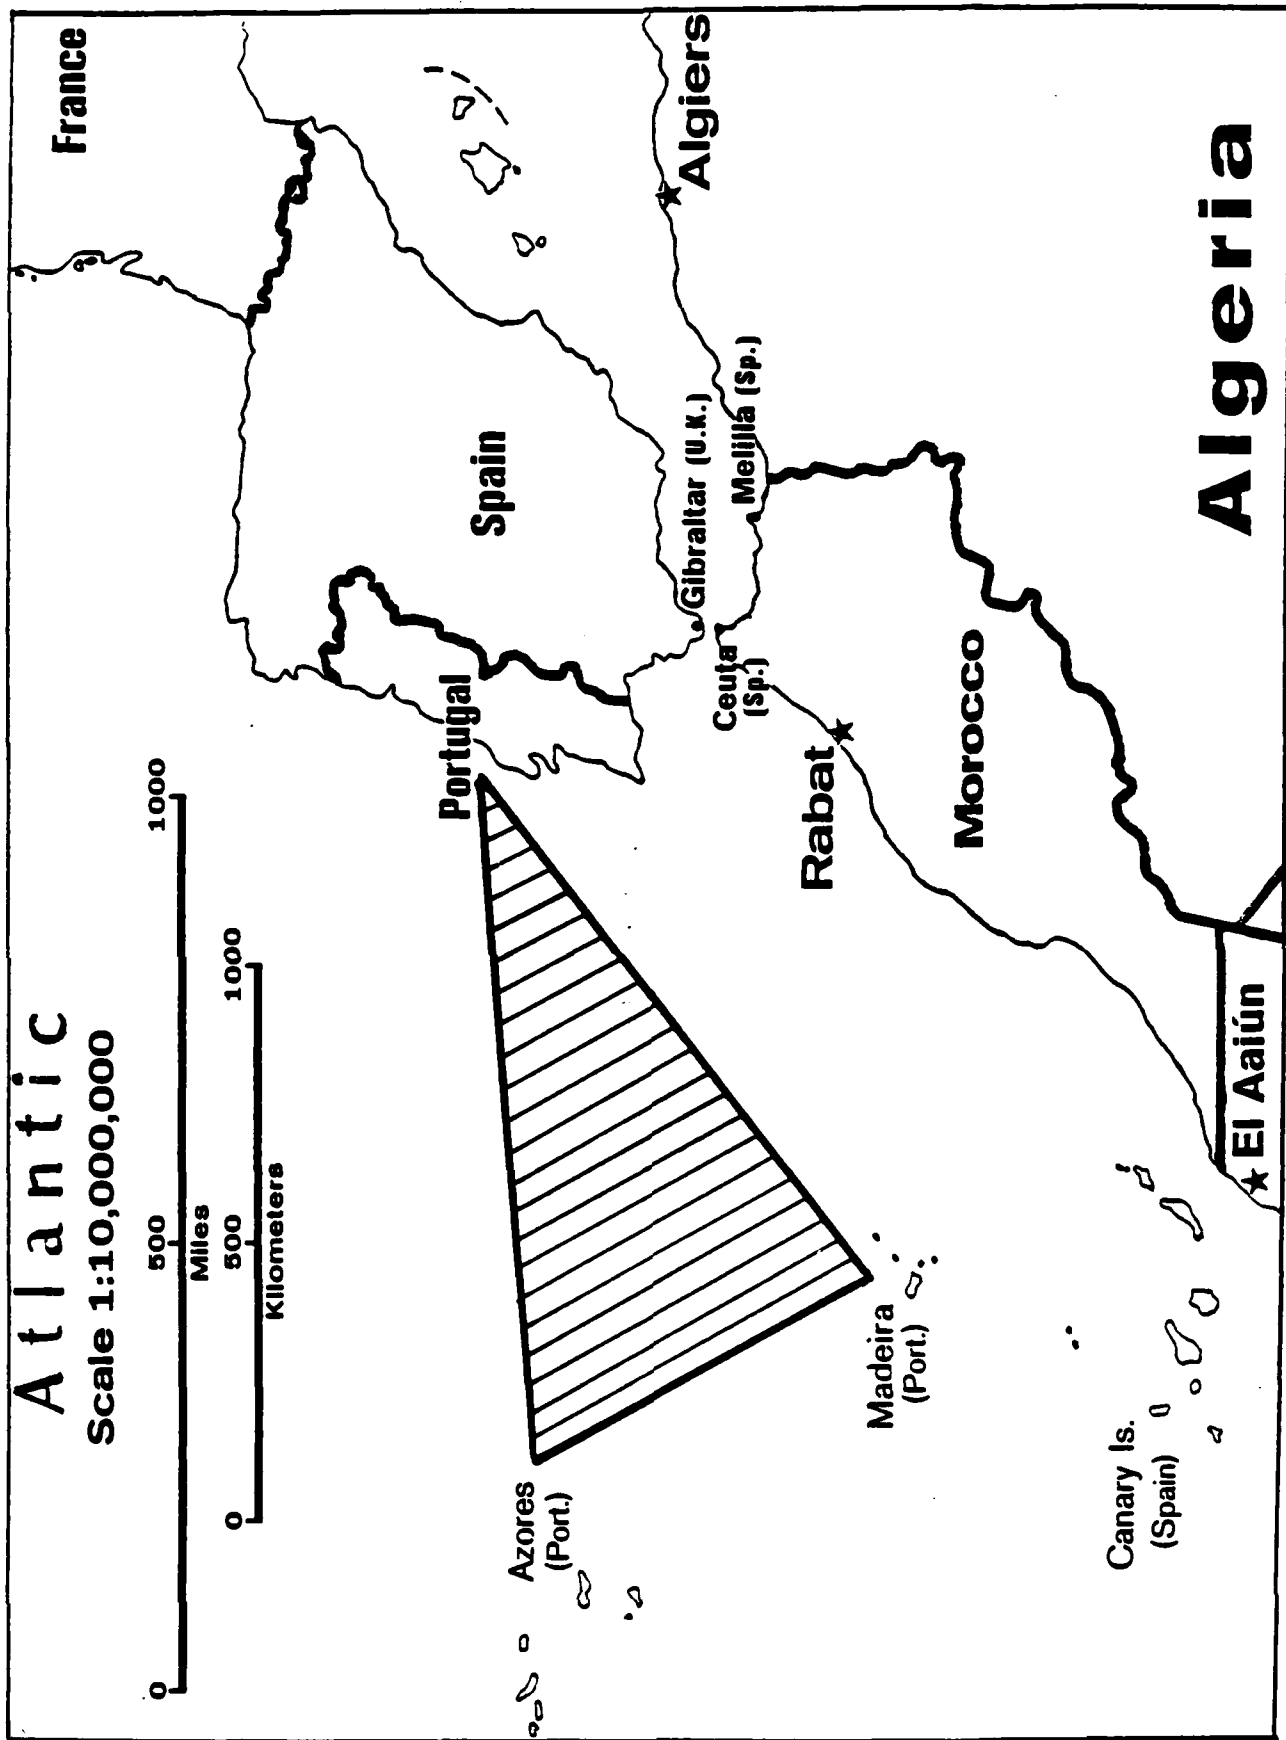 Atlantic
Scale 1:10,000,000
0 500 1000
Miles
0 500 1000
Kilometers
France
Azores
(Port.)
Portugal
Spain
Madeira
(Port.)
Gibraltar (U.K.)
Ceuta
(Sp.)
Melilla (Sp.)
Algiers
Rabat
Morocco
Canary Is.
(Spain)
El Aaiún
Algeria